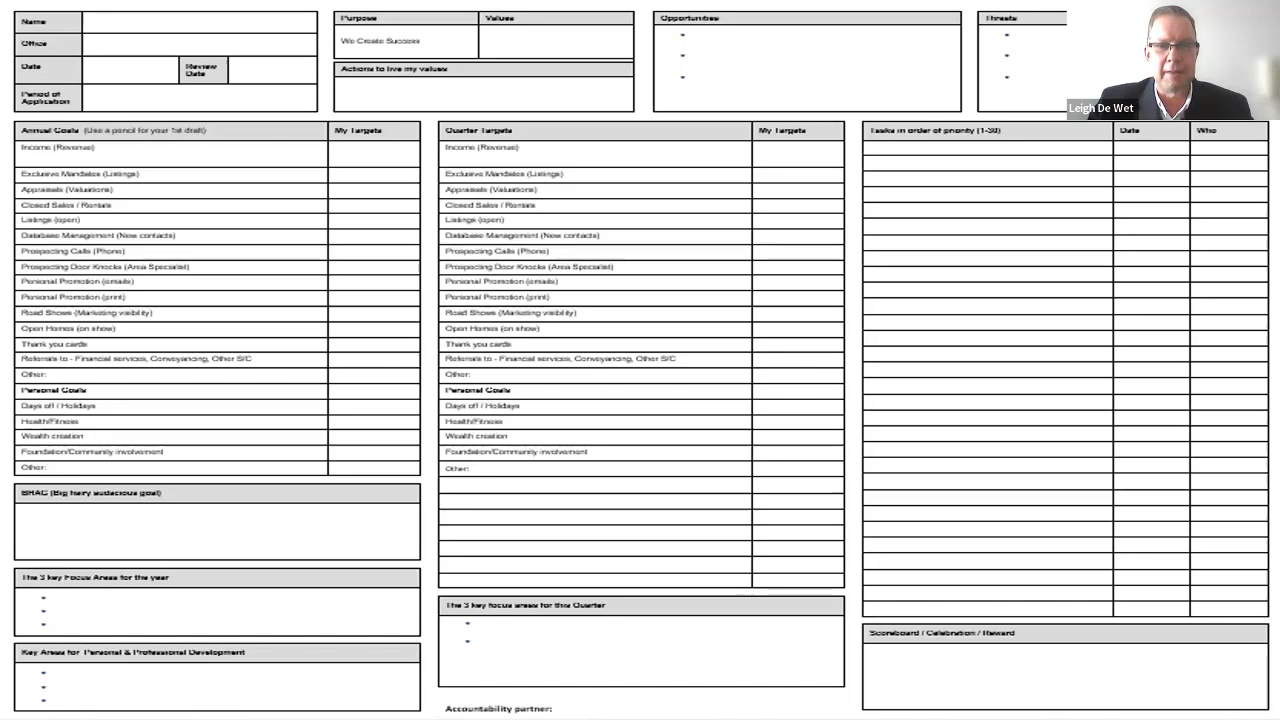 Name
Office
Date
Review
Date
Period of
Application
Purpose
Values
We Create Success
Actions to live my values
Opportunities
Threats
Leigh De Wet
Annual Goals (Use a pencil for your 1st draft)
My Targets
Income (Revenue)
Exclusive Mandates (Listings)
Appraisals (Valuations)
Closed Sales / Rentals
Listings (open)
Database Management (New contacts)
Prospecting Calls (Phone)
Prospecting Door Knocks (Area Specialist)
Personal Promotion (emails)
Personal Promotion (print)
Road Shows (Marketing visibility)
Open Homes (on show)
Thank you cards
Referrals to - Financial services, Conveyancing, Other S/C
Other:
Personal Goals
Days off / Holidays
Health/Fitness
Wealth creation
Foundation/Community involvement
Other:
BHAG (Big hairy audacious goal)
The 3 key Focus Areas for the year
Key Areas for Personal & Professional Development
Quarter Targets
My Targets
Income (Revenue)
Exclusive Mandates (Listings)
Appraisals (Valuations)
Closed Sales / Rentals
Listings (open)
Database Management (New contacts)
Prospecting Calls (Phone)
Prospecting Door Knocks (Area Specialist)
Personal Promotion (emails)
Personal Promotion (print)
Road Shows (Marketing visibility)
Open Homes (on show)
Thank you cards
Referrals to - Financial services, Conveyancing, Other S/C
Other:
Personal Goals
Days off / Holidays
Health/Fitness
Wealth creation
Foundation/Community involvement
Other:
The 3 key focus areas for this Quarter
Accountability partner:
Tasks in order of priority (1-30)
Date
Who
Scoreboard / Celebration / Reward